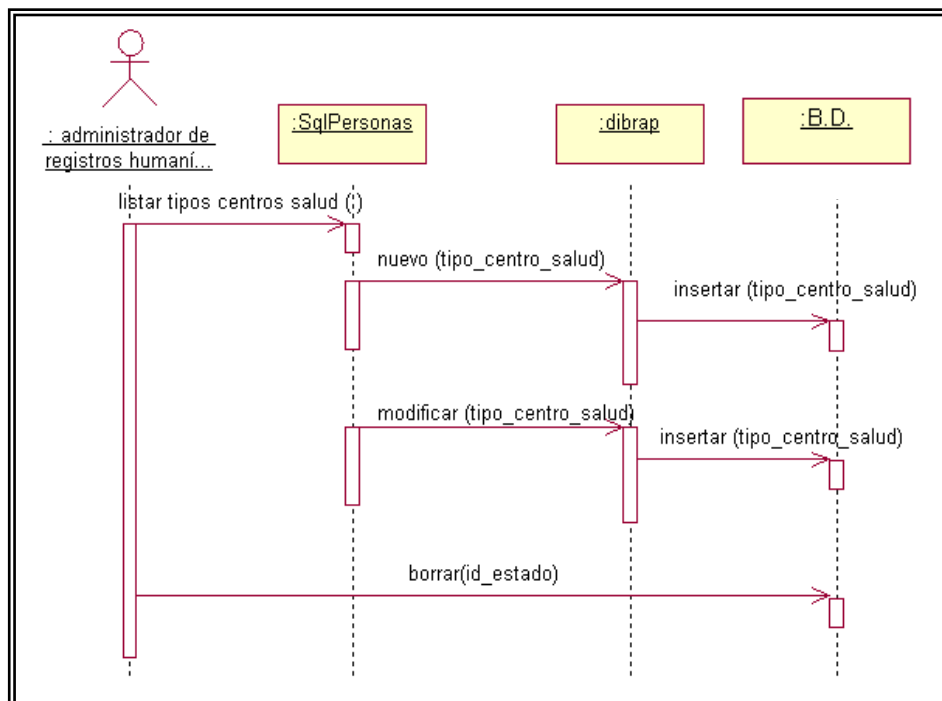 : administrador de
registros humaní...
:SqlPersonas
:dibrap
:B.D.
listar tipos centros salud (;)
nuevo (tipo_centro_salud)
insertar (tipo_centro_salud)
modificar (tipo_centro_salud)
insertar (tipo_centro_salud)
borrar(id_estado)